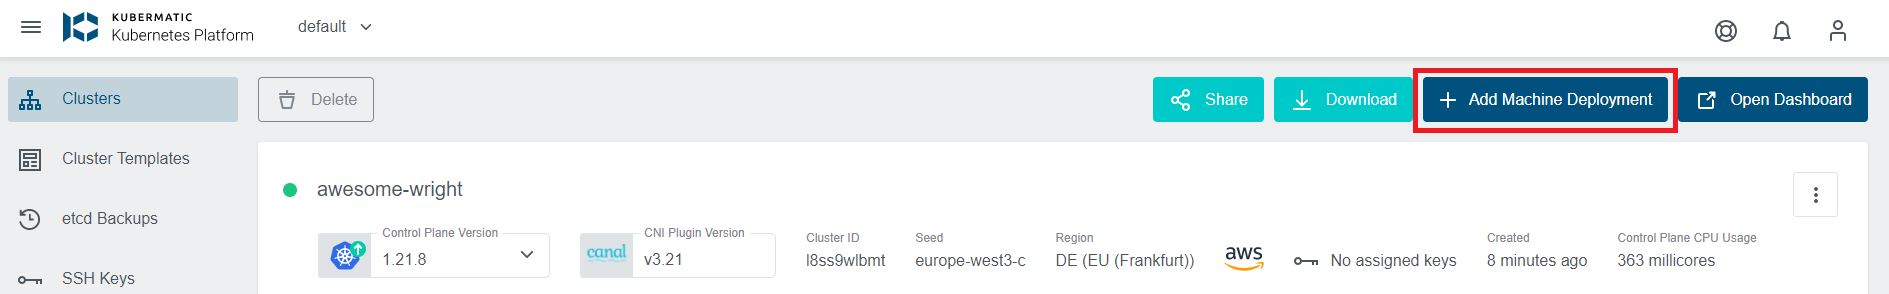 KUBERMATIC
Kubernetes Platform
default
Clusters
Delete
Share
Download
Add Machine Deployment
Open Dashboard
Cluster Templates
awesome-wright
etcd Backups
Control Plane Version
1.21.8
canal
CNI Plugin Version
v3.21
Cluster ID
l8ss9wlbmt
Seed
europe-west3-c
Region
DE (EU (Frankfurt))
aws
No assigned keys
Created
8 minutes ago
Control Plane CPU Usage
363 millicores
SSH Keys